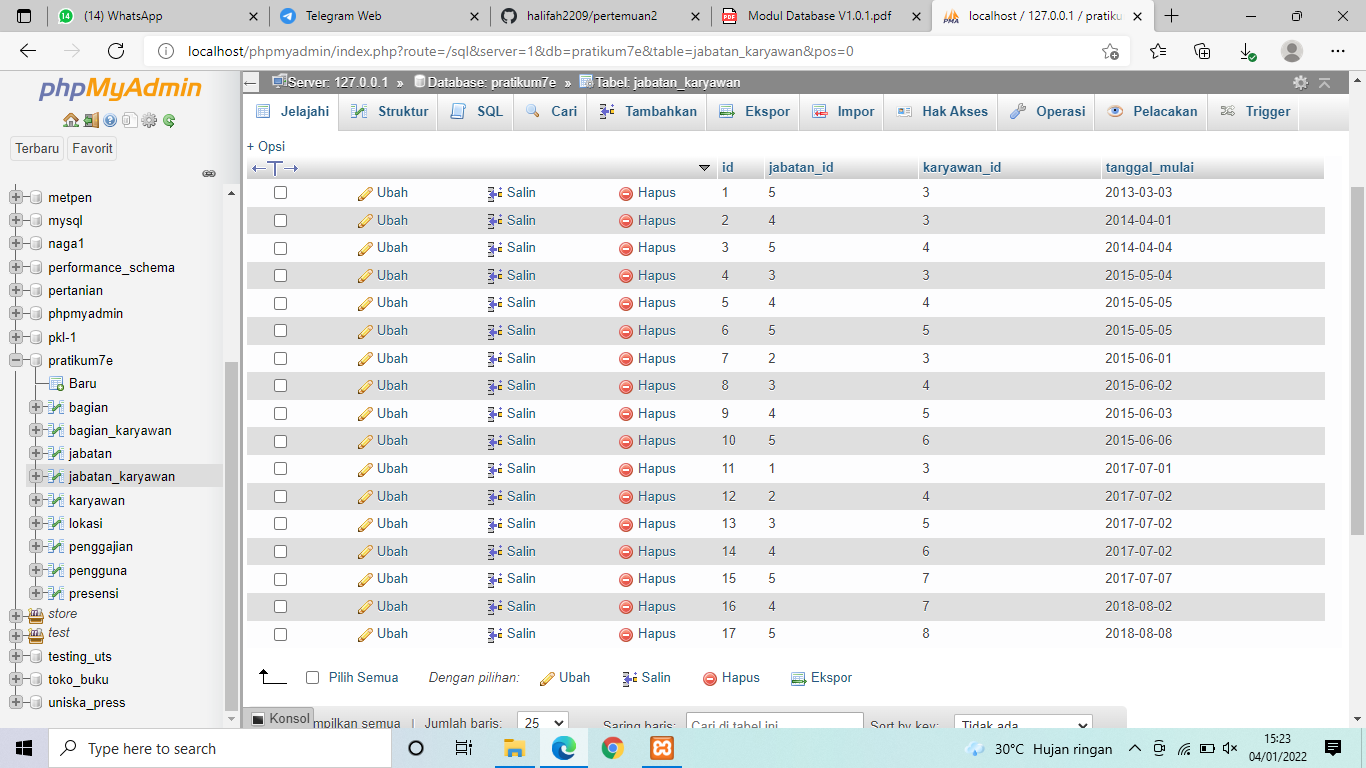 (14) WhatsApp
Telegram Web
halifah2209/pertemuan2
Modul Database V1.0.1.pdf
localhost / 127.0.0.1 / pratiku
localhost/phpmyadmin/index.php?route=/sql&server=1&db=pratikum7e&table=jabatan_karyawan&pos=0
phpMyAdmin
Terbaru Favorit
metpen
mysql
naga1
performance_schema
pertanian
phpmyadmin
pkl-1
pratikum7e
Baru
bagian
bagian_karyawan
jabatan
jabatan_karyawan
karyawan
lokasi
penggajian
pengguna
presensi
store
test
testing_uts
toko_buku
uniska_press
Server: 127.0.0.1 » Database: pratikum7e » Tabel: jabatan_karyawan
Jelajahi Struktur SQL Cari Tambahkan Ekspor Impor Hak Akses Operasi Pelacakan Trigger
+ Opsi
id jabatan_id karyawan_id tanggal_mulai
Ubah Salin Hapus 1 5 3 2013-03-03
Ubah Salin Hapus 2 4 3 2014-04-01
Ubah Salin Hapus 3 5 4 2014-04-04
Ubah Salin Hapus 4 3 3 2015-05-04
Ubah Salin Hapus 5 4 4 2015-05-05
Ubah Salin Hapus 6 5 5 2015-05-05
Ubah Salin Hapus 7 2 3 2015-06-01
Ubah Salin Hapus 8 3 4 2015-06-02
Ubah Salin Hapus 9 4 5 2015-06-03
Ubah Salin Hapus 10 5 6 2015-06-06
Ubah Salin Hapus 11 1 3 2017-07-01
Ubah Salin Hapus 12 2 4 2017-07-02
Ubah Salin Hapus 13 3 5 2017-07-02
Ubah Salin Hapus 14 4 6 2017-07-02
Ubah Salin Hapus 15 5 7 2017-07-07
Ubah Salin Hapus 16 4 7 2018-08-02
Ubah Salin Hapus 17 5 8 2018-08-08
Pilih Semua Dengan pilihan: Ubah Salin Hapus Ekspor
Konsol mpilkan semua | Jumlah baris: 25 Saring baris: Cari di tabel ini Sort by key: Tidak ada
Type here to search
30°C Hujan ringan
15:23
04/01/2022